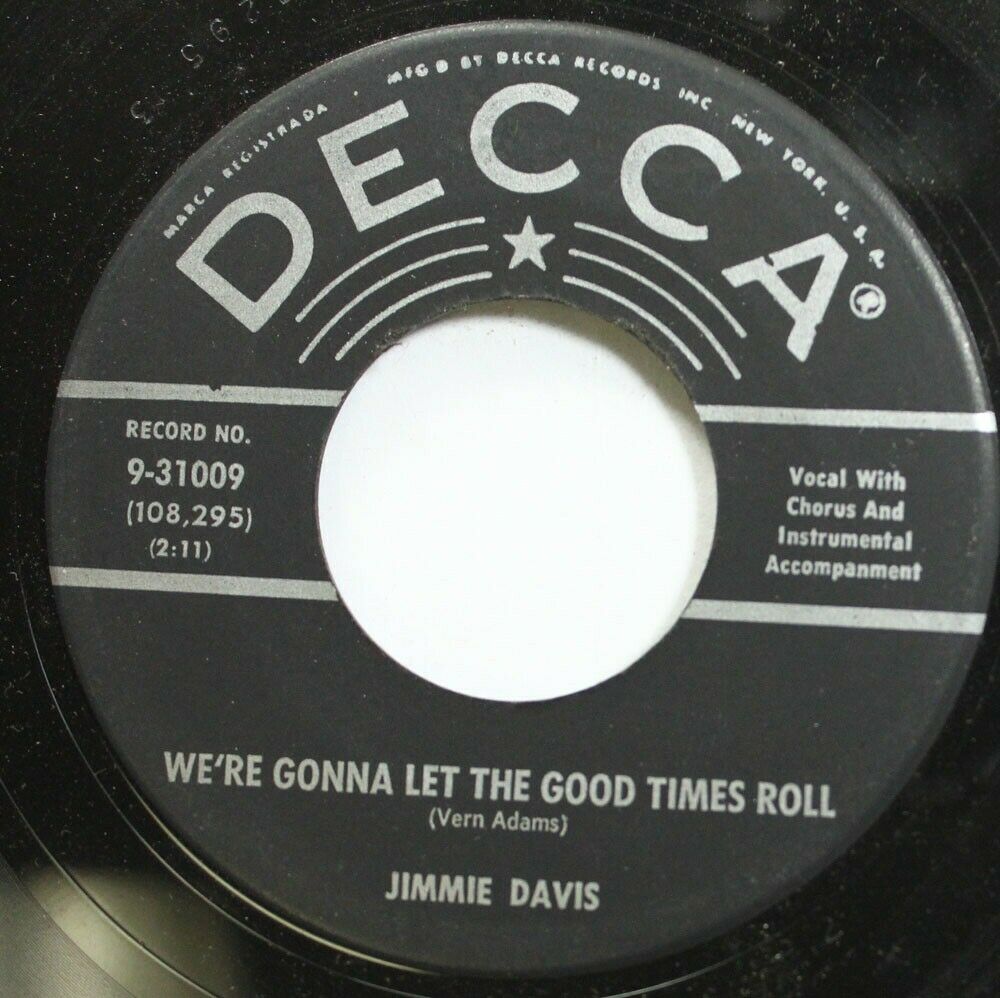 MARCA REGISTRADA MFG'D BY DECCA RECORDS INC. NEW YORK, U.S.A.
DECCA®
RECORD NO.
9-31009
(108,295)
(2:11)
Vocal With
Chorus And
Instrumental
Accompanment
WE'RE GONNA LET THE GOOD TIMES ROLL
(Vern Adams)
JIMMIE DAVIS